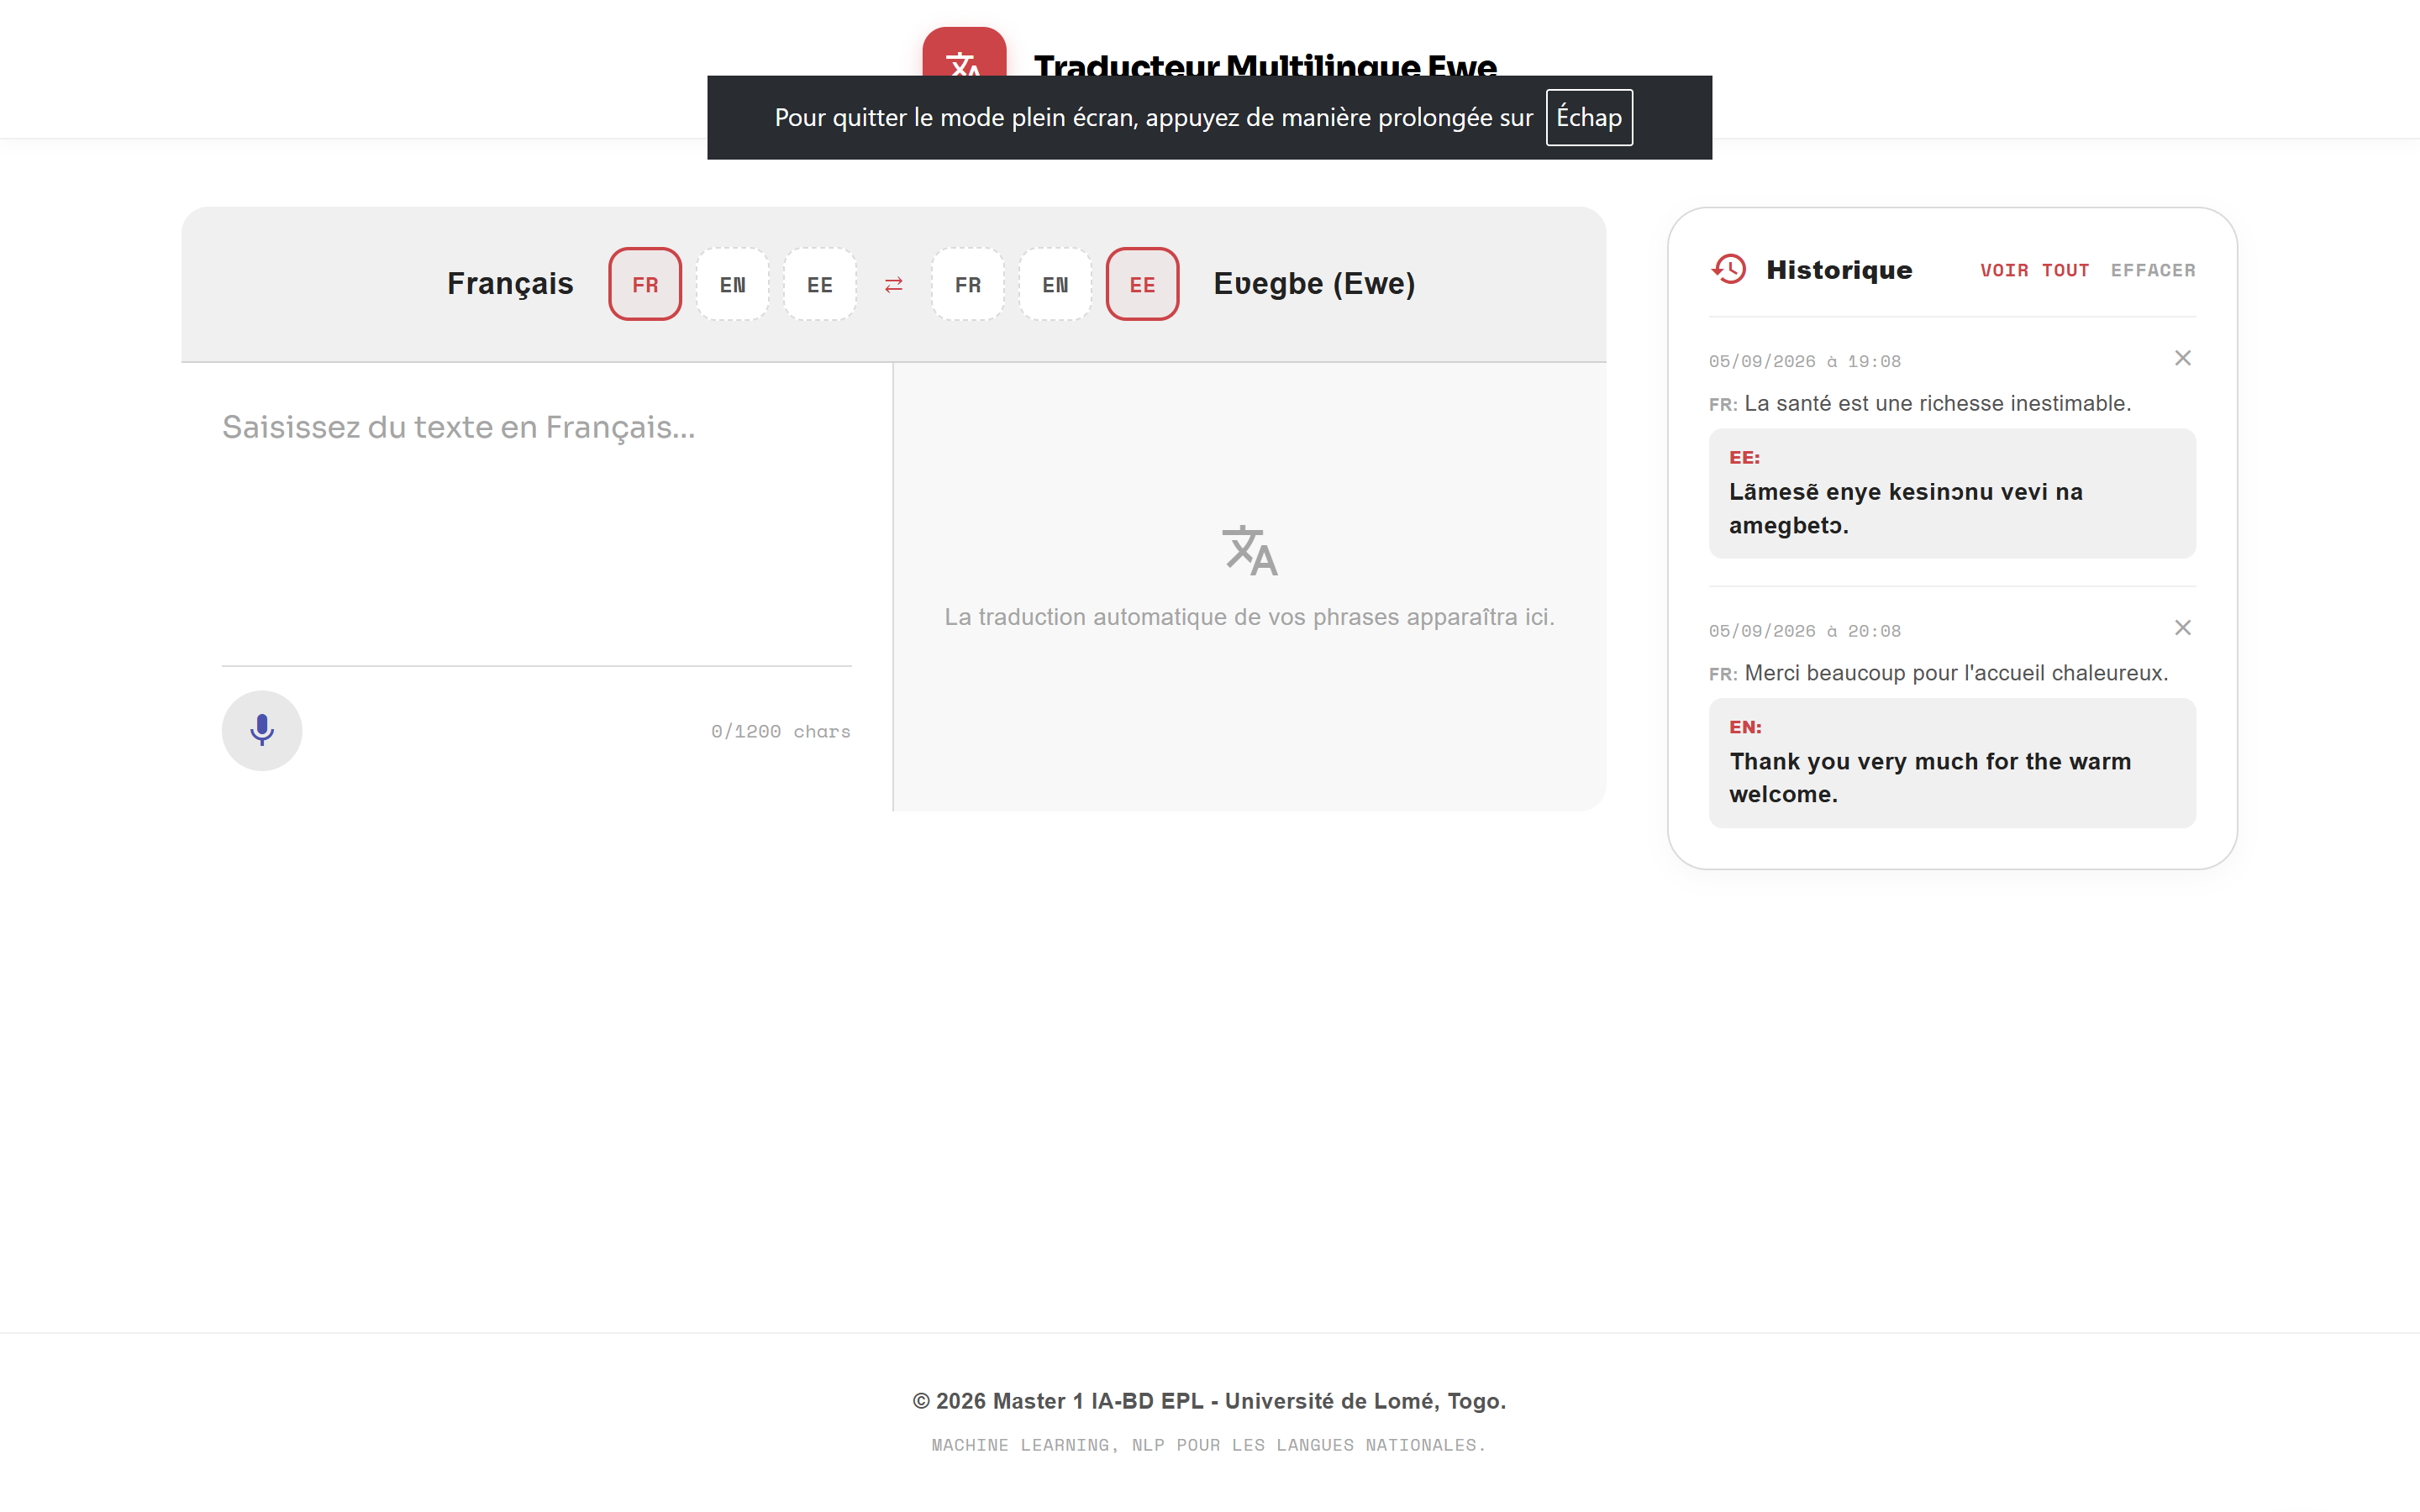 Traducteur Multilingue Ewe
Pour quitter le mode plein écran, appuyez de manière prolongée sur Échap
Français FR EN EE ⇄ FR EN EE Eʋegbe (Ewe)
Saisissez du texte en Français...
0/1200 chars
La traduction automatique de vos phrases apparaîtra ici.
Historique VOIR TOUT EFFACER
05/09/2026 à 19:08
FR: La santé est une richesse inestimable.
EE:
Lãmesẽ enye kesinɔnu vevi na
amegbetɔ.
05/09/2026 à 20:08
FR: Merci beaucoup pour l'accueil chaleureux.
EN:
Thank you very much for the warm
welcome.
© 2026 Master 1 IA-BD EPL - Université de Lomé, Togo.
MACHINE LEARNING, NLP POUR LES LANGUES NATIONALES.